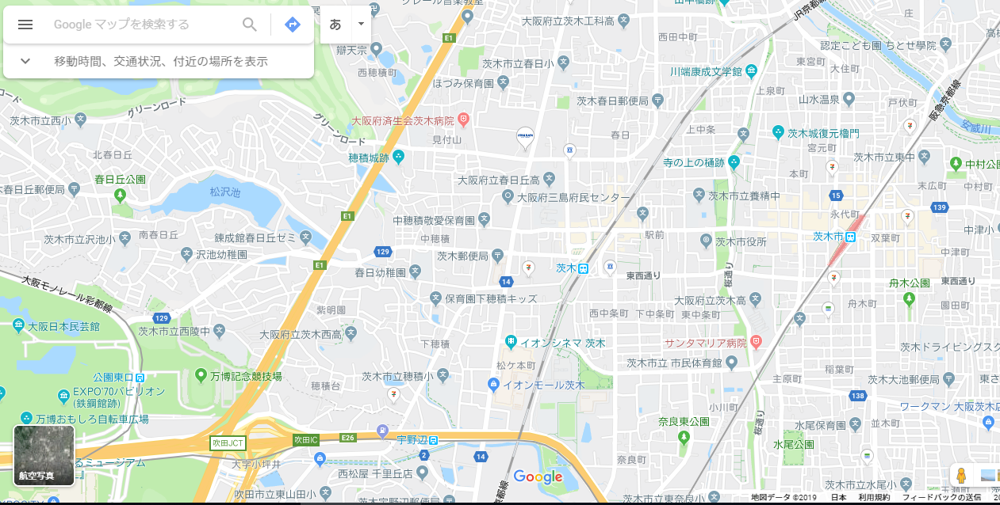 Google マップを検索する
あ
移動時間、交通状況、付近の場所を表示
大阪府立茨木工科高
JR京都
庄
E1
西田中町
認定こども園 ちとせ學院
辯天宗
茨木市立春日小
東宮町
大住町
西穂積町
川端康成文学館
ほづみ保育園
上泉町
グリーンロード
茨木春日郵便局
山水温泉
戸伏町
阪急京都線
茨木市立西小
大阪府済生会茨木病院
グリーンロード
見付山
春日
上中条
茨木城復元櫓門
安威川
北春日丘
穂積城跡
宮元町
茨木市立東中
寺の上の樋跡
中村公
春日丘公園
大阪府立春日丘高
本町
末広町
中村町
木春日丘郵便局
松沢池
大阪府三島府民センター
茨木市立養精中
15
139
永代町
E1
中穂積敬愛保育園
南春日丘
錬成館春日丘ゼミ
茨木市立沢池小
中穂積
駅前
茨木市役所
茨木市
双葉町
中津小
沢池幼稚園
129
茨木郵便局
中津町
E1
春日幼稚園
茨木
東西通り
桜通り
14
舟木公園
東西通り
大阪モノレール彩都線
保育園下穂積キッズ
大阪府立茨木高
舟木町
園田町
紫明園
西中条町
下中条町
東中条町
129
大阪日本民芸館
茨木市立西陵中
大阪府立茨木西高
下穂積
イオンシネマ 茨木
サンタマリア病院
茨木ドライビングスク
松ケ本町
茨木市立 市民体育館
稲葉町
公園東口
万博記念競技場
茨木市立穂積小
主原町
茨木大池郵便局
東さ
イオンモール茨木
穂積台
EXPO'70パビリオン
(鉄鋼館跡)
138
ワークマン 大阪茨木店
小川町
万博おもしろ自転車広場
桜通り
奈良東公園
水尾保育園
並木町
吹田JCT
吹田IC
E26
宇野辺
水尾公園
2
14
奈良町
大字小坪井
るミュージアム
航空写真
西松屋 千里丘店
Google
茨木市立水尾小
吹田市立東山田小
茨木宇野辺郵便局
京都線
茨木市立東奈良小
地図データ ©2019 日本 利用規約 フィードバックの送信